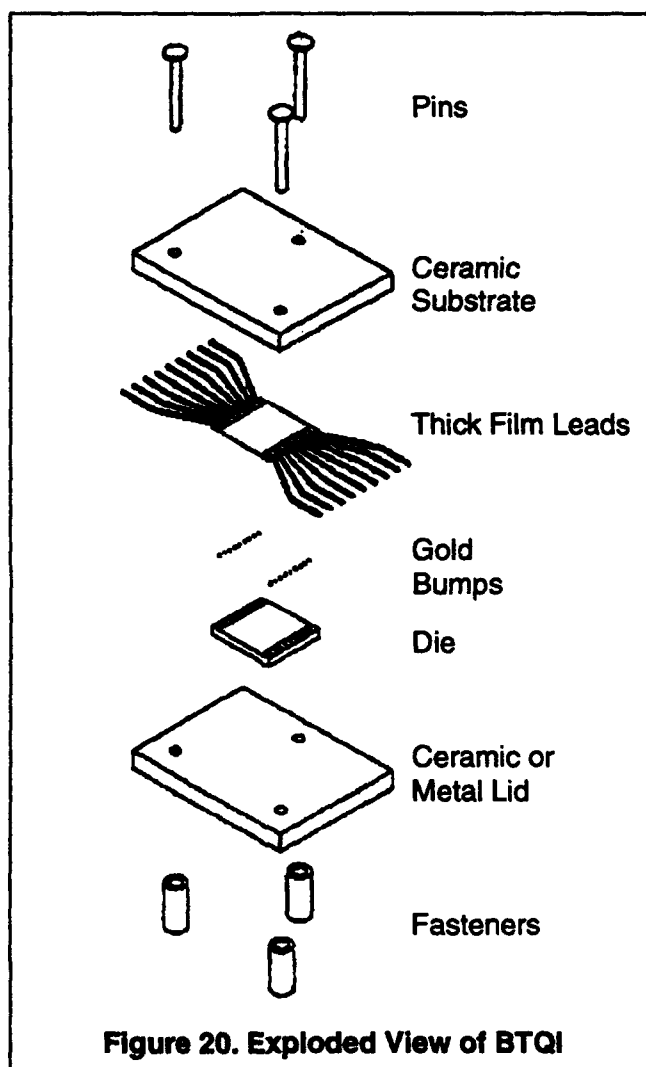 Pins
Ceramic
Substrate
Thick Film Leads
Gold
Bumps
Die
Ceramic or
Metal Lid
Fasteners
Figure 20. Exploded View of BTQI